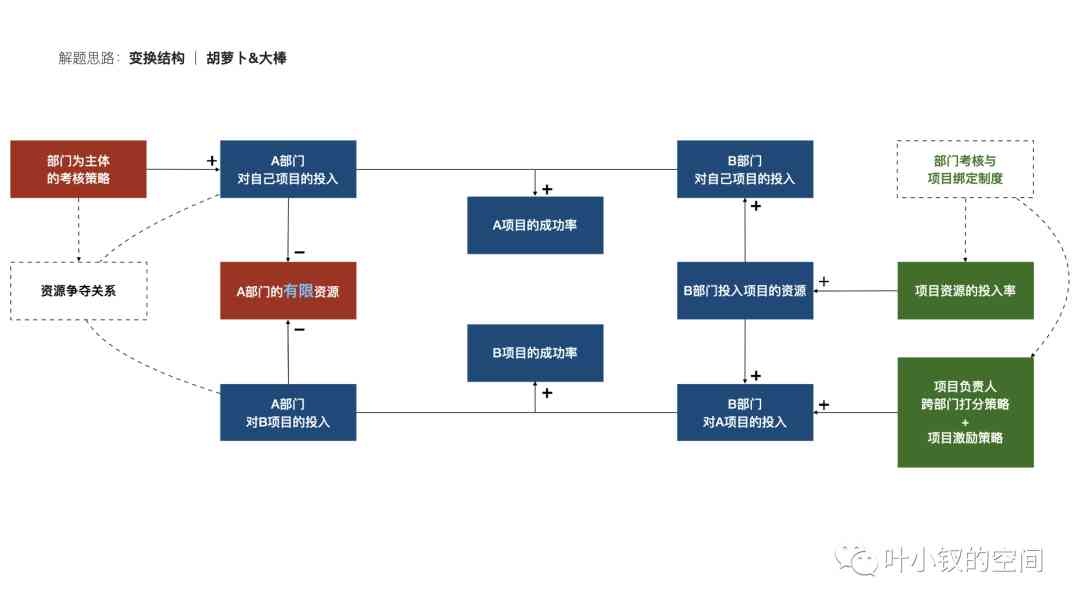 解题思路：变换结构 | 胡萝卜&大棒
部门为主体
的考核策略
+
A部门
对自己项目的投入
B部门
对自己项目的投入
部门考核与
项目绑定制度
+
A项目的成功率
+
−
资源争夺关系
A部门的有限资源
B部门投入项目的资源
+
项目资源的投入率
−
B项目的成功率
+
+
A部门
对B项目的投入
B部门
对A项目的投入
+
项目负责人
跨部门打分策略
+
项目激励策略
叶小钗的空间